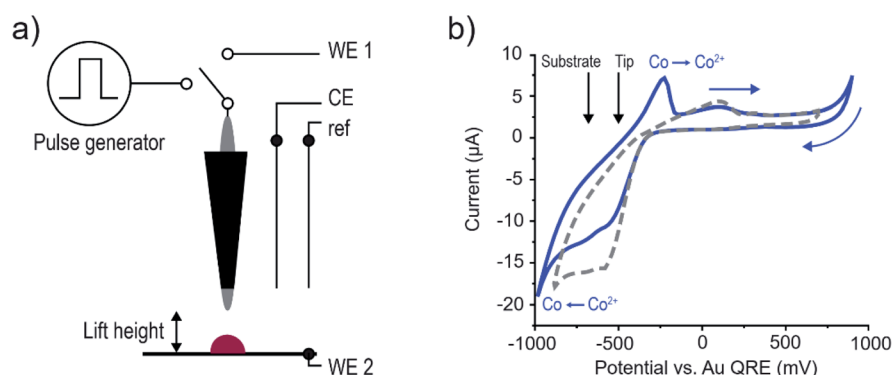 a)
WE 1
CE
ref
Pulse generator
Lift height
WE 2
b)
Co → Co²⁺
Substrate
Tip
10
5
0
-5
-10
-15
-20
Current (µA)
Co ← Co²⁺
-1000
-500
0
500
1000
Potential vs. Au QRE (mV)